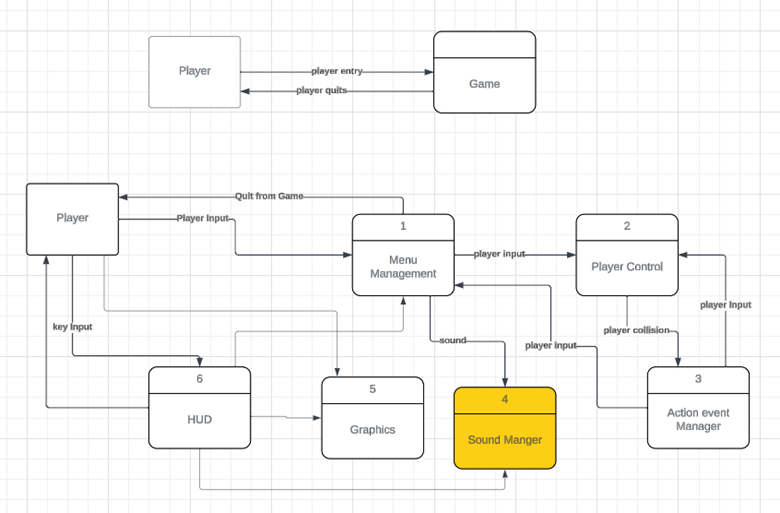 Player
player entry
player quits
Game
Quit from Game
Player
Player Input
1
Menu
Management
player input
2
Player Control
key Input
sound
player input
player collision
player Input
6
HUD
5
Graphics
4
Sound Manger
3
Action event
Manager